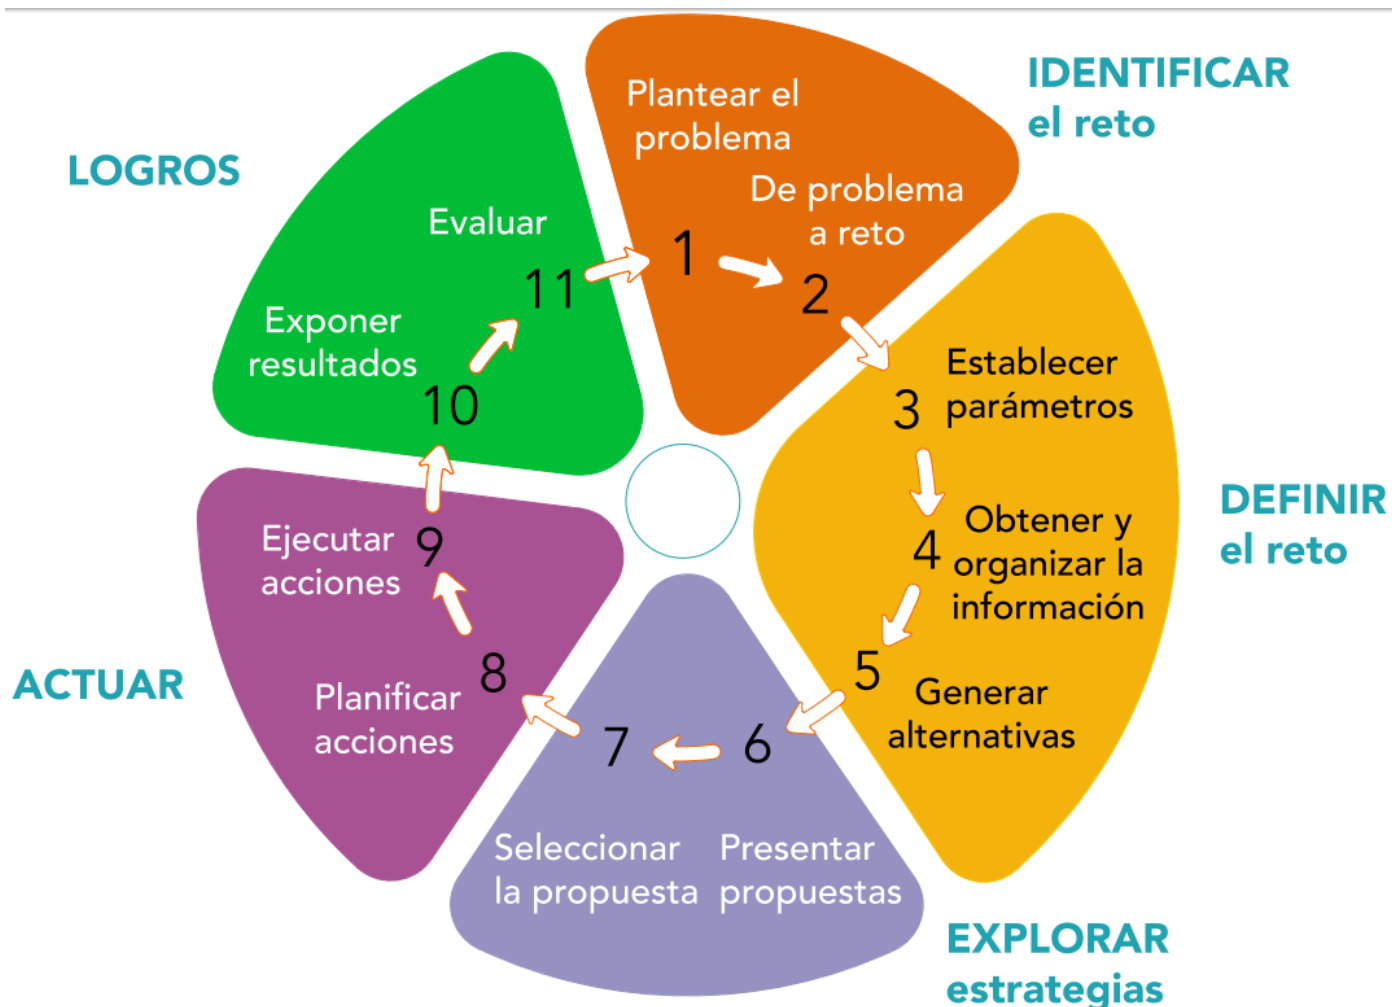 IDENTIFICAR
el reto
Plantear el
problema
1
De problema
a reto
2
DEFINIR
el reto
Establecer
parámetros
3
Obtener y
organizar la
información
4
Generar
alternativas
5
EXPLORAR
estrategias
Presentar
propuestas
6
Seleccionar
la propuesta
7
ACTUAR
Planificar
acciones
8
Ejecutar
acciones
9
LOGROS
Exponer
resultados
10
Evaluar
11